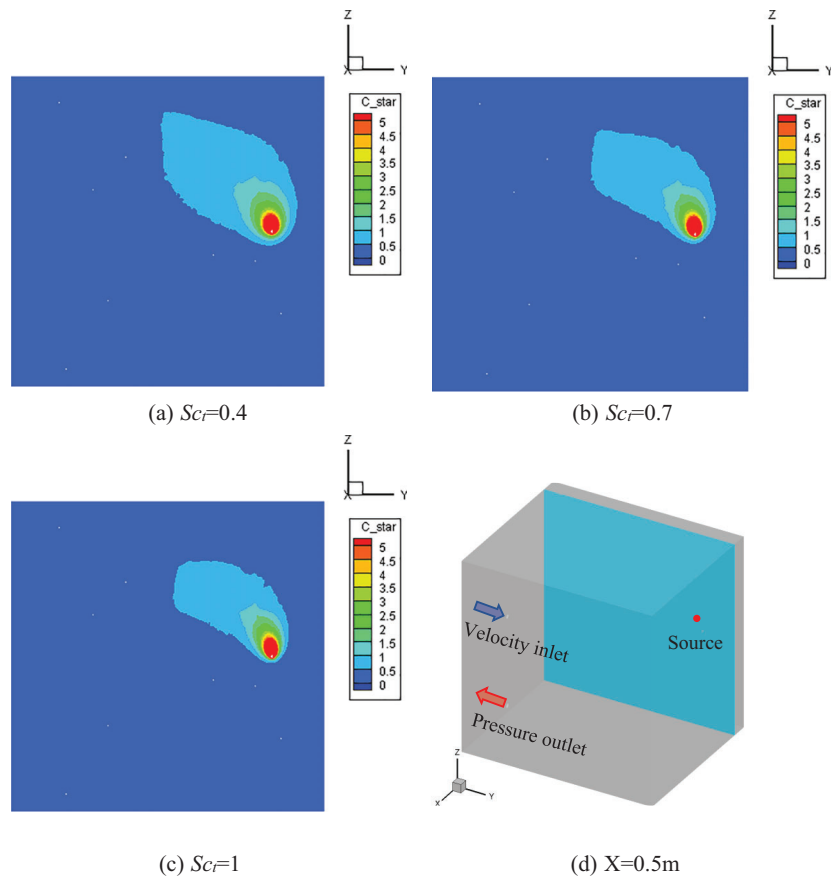 Z
X
Y
C_star
5
4.5
4
3.5
3
2.5
2
1.5
1
0.5
0
(a) Sct=0.4
Z
X
Y
C_star
5
4.5
4
3.5
3
2.5
2
1.5
1
0.5
0
(b) Sct=0.7
Z
X
Y
C_star
5
4.5
4
3.5
3
2.5
2
1.5
1
0.5
0
(c) Sct=1
Velocity inlet
Source
Pressure outlet
Z
X
Y
(d) X=0.5m